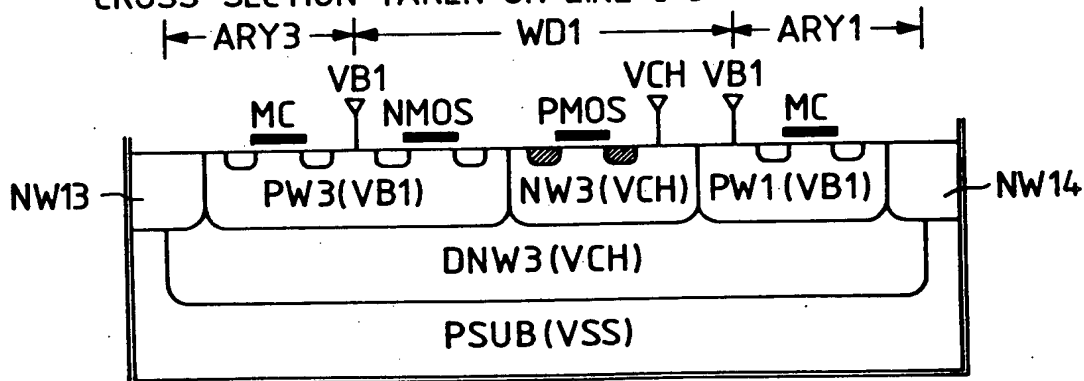 ARY3 WD1 ARY1
VB1 VCH VB1
MC NMOS PMOS MC
NW13 PW3(VB1) NW3(VCH) PW1(VB1) NW14
DNW3(VCH)
PSUB(VSS)